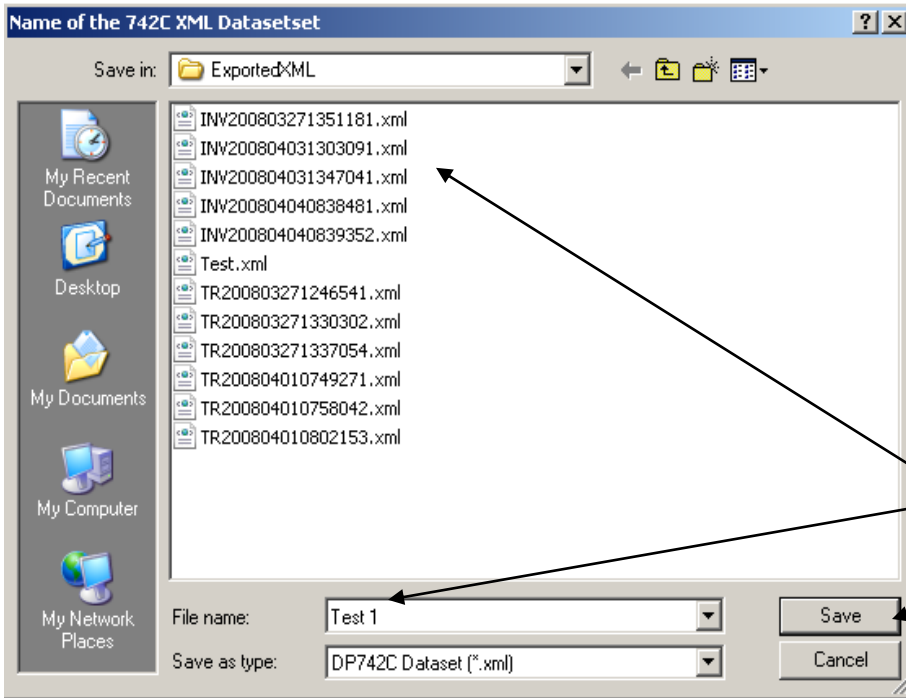 Name of the 742C XML Datasetset
Save in:
ExportedXML
My Recent
Documents
Desktop
My Documents
My Computer
My Network
Places
INV200803271351181.xml
INV200804031303091.xml
INV200804031347041.xml
INV200804040838481.xml
INV200804040839352.xml
Test.xml
TR200803271246541.xml
TR200803271330302.xml
TR200803271337054.xml
TR200804010749271.xml
TR200804010758042.xml
TR200804010802153.xml
File name:
Test 1
Save
Save as type:
DP742C Dataset (*.xml)
Cancel